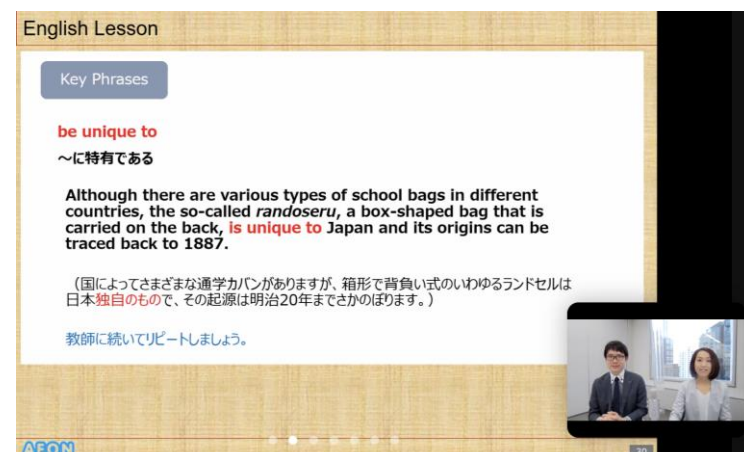 English Lesson
Key Phrases
be unique to
～に特有である
Although there are various types of school bags in different
countries, the so-called randoseru, a box-shaped bag that is
carried on the back, is unique to Japan and its origins can be
traced back to 1887.
（国によってさまざまな通学カバンがありますが、箱形で背負い式のいわゆるランドセルは
日本独自のもので、その起源は明治20年までさかのぼります。）
教師に続いてリピートしましょう。
AEON
30